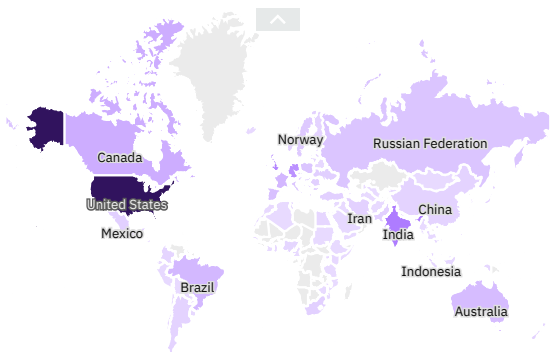 Norway
Russian Federation
Canada
United States
China
Iran
Mexico
India
Indonesia
Brazil
Australia